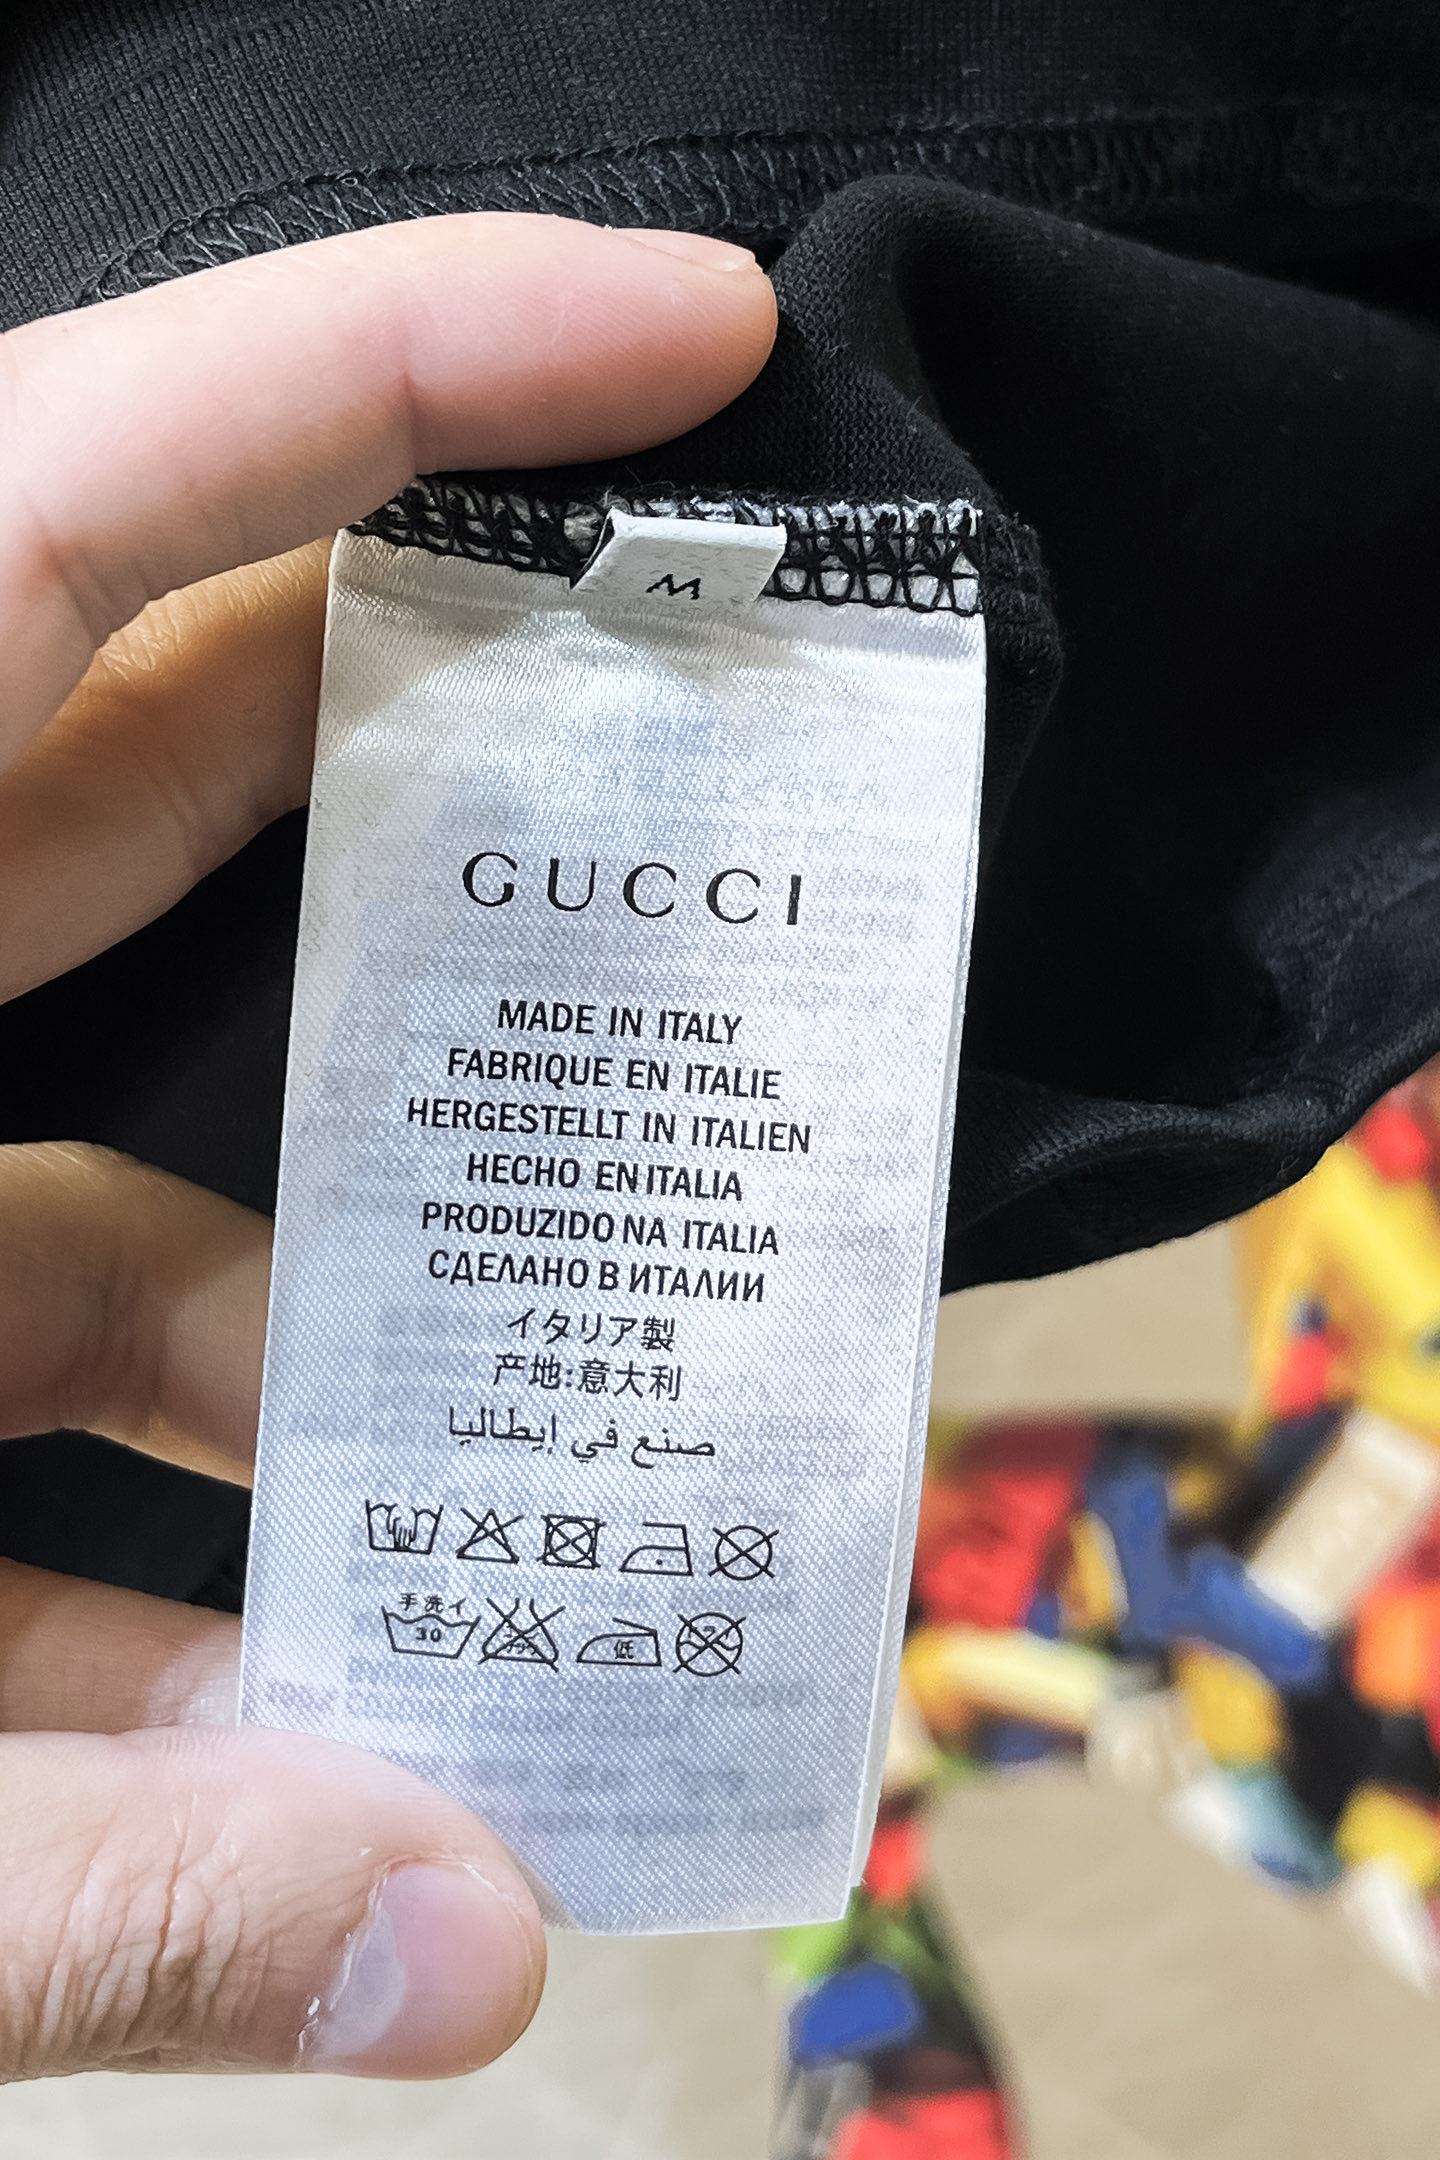 M
GUCCI
MADE IN ITALY
FABRIQUE EN ITALIE
HERGESTELLT IN ITALIEN
HECHO EN ITALIA
PRODUZIDO NA ITALIA
СДЕЛАНО В ИТАЛИИ
イタリア製
产地:意大利
صنع في إيطاليا
手洗イ
30
低